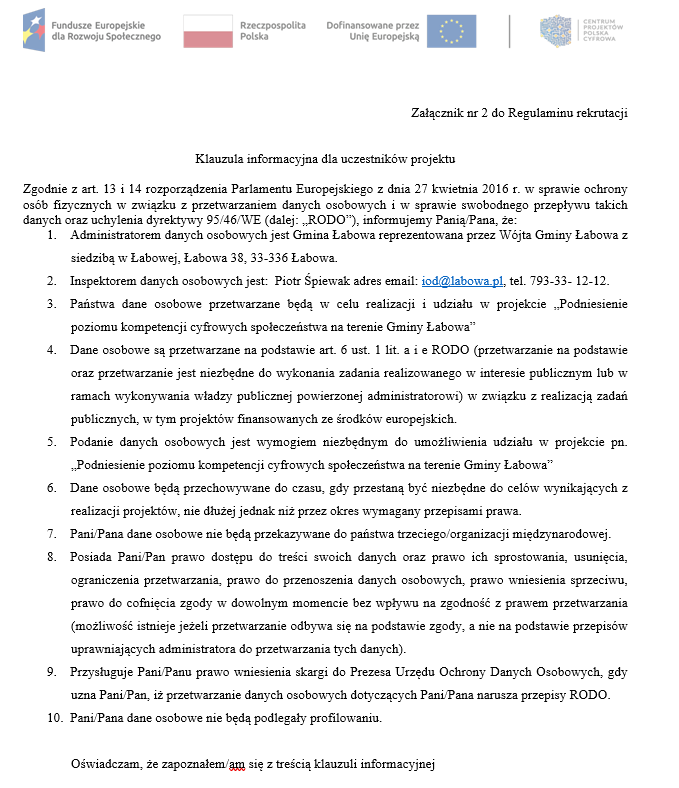 Fundusze Europejskie
dla Rozwoju Społecznego
Rzeczpospolita
Polska
Dofinansowane przez
Unię Europejską
CENTRUM
PROJEKTÓW
POLSKA
CYFROWA
Załącznik nr 2 do Regulaminu rekrutacji
Klauzula informacyjna dla uczestników projektu
Zgodnie z art. 13 i 14 rozporządzenia Parlamentu Europejskiego z dnia 27 kwietnia 2016 r. w sprawie ochrony
osób fizycznych w związku z przetwarzaniem danych osobowych i w sprawie swobodnego przepływu takich
danych oraz uchylenia dyrektywy 95/46/WE (dalej: „RODO”), informujemy Panią/Pana, że:
1. Administratorem danych osobowych jest Gmina Łabowa reprezentowana przez Wójta Gminy Łabowa z
siedzibą w Łabowej, Łabowa 38, 33-336 Łabowa.
2. Inspektorem danych osobowych jest: Piotr Śpiewak adres email: iod@labowa.pl, tel. 793-33- 12-12.
3. Państwa dane osobowe przetwarzane będą w celu realizacji i udziału w projekcie „Podniesienie
poziomu kompetencji cyfrowych społeczeństwa na terenie Gminy Łabowa”
4. Dane osobowe są przetwarzane na podstawie art. 6 ust. 1 lit. a i e RODO (przetwarzanie na podstawie
oraz przetwarzanie jest niezbędne do wykonania zadania realizowanego w interesie publicznym lub w
ramach wykonywania władzy publicznej powierzonej administratorowi) w związku z realizacją zadań
publicznych, w tym projektów finansowanych ze środków europejskich.
5. Podanie danych osobowych jest wymogiem niezbędnym do umożliwienia udziału w projekcie pn.
„Podniesienie poziomu kompetencji cyfrowych społeczeństwa na terenie Gminy Łabowa”
6. Dane osobowe będą przechowywane do czasu, gdy przestaną być niezbędne do celów wynikających z
realizacji projektów, nie dłużej jednak niż przez okres wymagany przepisami prawa.
7. Pani/Pana dane osobowe nie będą przekazywane do państwa trzeciego/organizacji międzynarodowej.
8. Posiada Pani/Pan prawo dostępu do treści swoich danych oraz prawo ich sprostowania, usunięcia,
ograniczenia przetwarzania, prawo do przenoszenia danych osobowych, prawo wniesienia sprzeciwu,
prawo do cofnięcia zgody w dowolnym momencie bez wpływu na zgodność z prawem przetwarzania
(możliwość istnieje jeżeli przetwarzanie odbywa się na podstawie zgody, a nie na podstawie przepisów
uprawniających administratora do przetwarzania tych danych).
9. Przysługuje Pani/Panu prawo wniesienia skargi do Prezesa Urzędu Ochrony Danych Osobowych, gdy
uzna Pani/Pan, iż przetwarzanie danych osobowych dotyczących Pani/Pana narusza przepisy RODO.
10. Pani/Pana dane osobowe nie będą podlegały profilowaniu.
Oświadczam, że zapoznałem/am się z treścią klauzuli informacyjnej